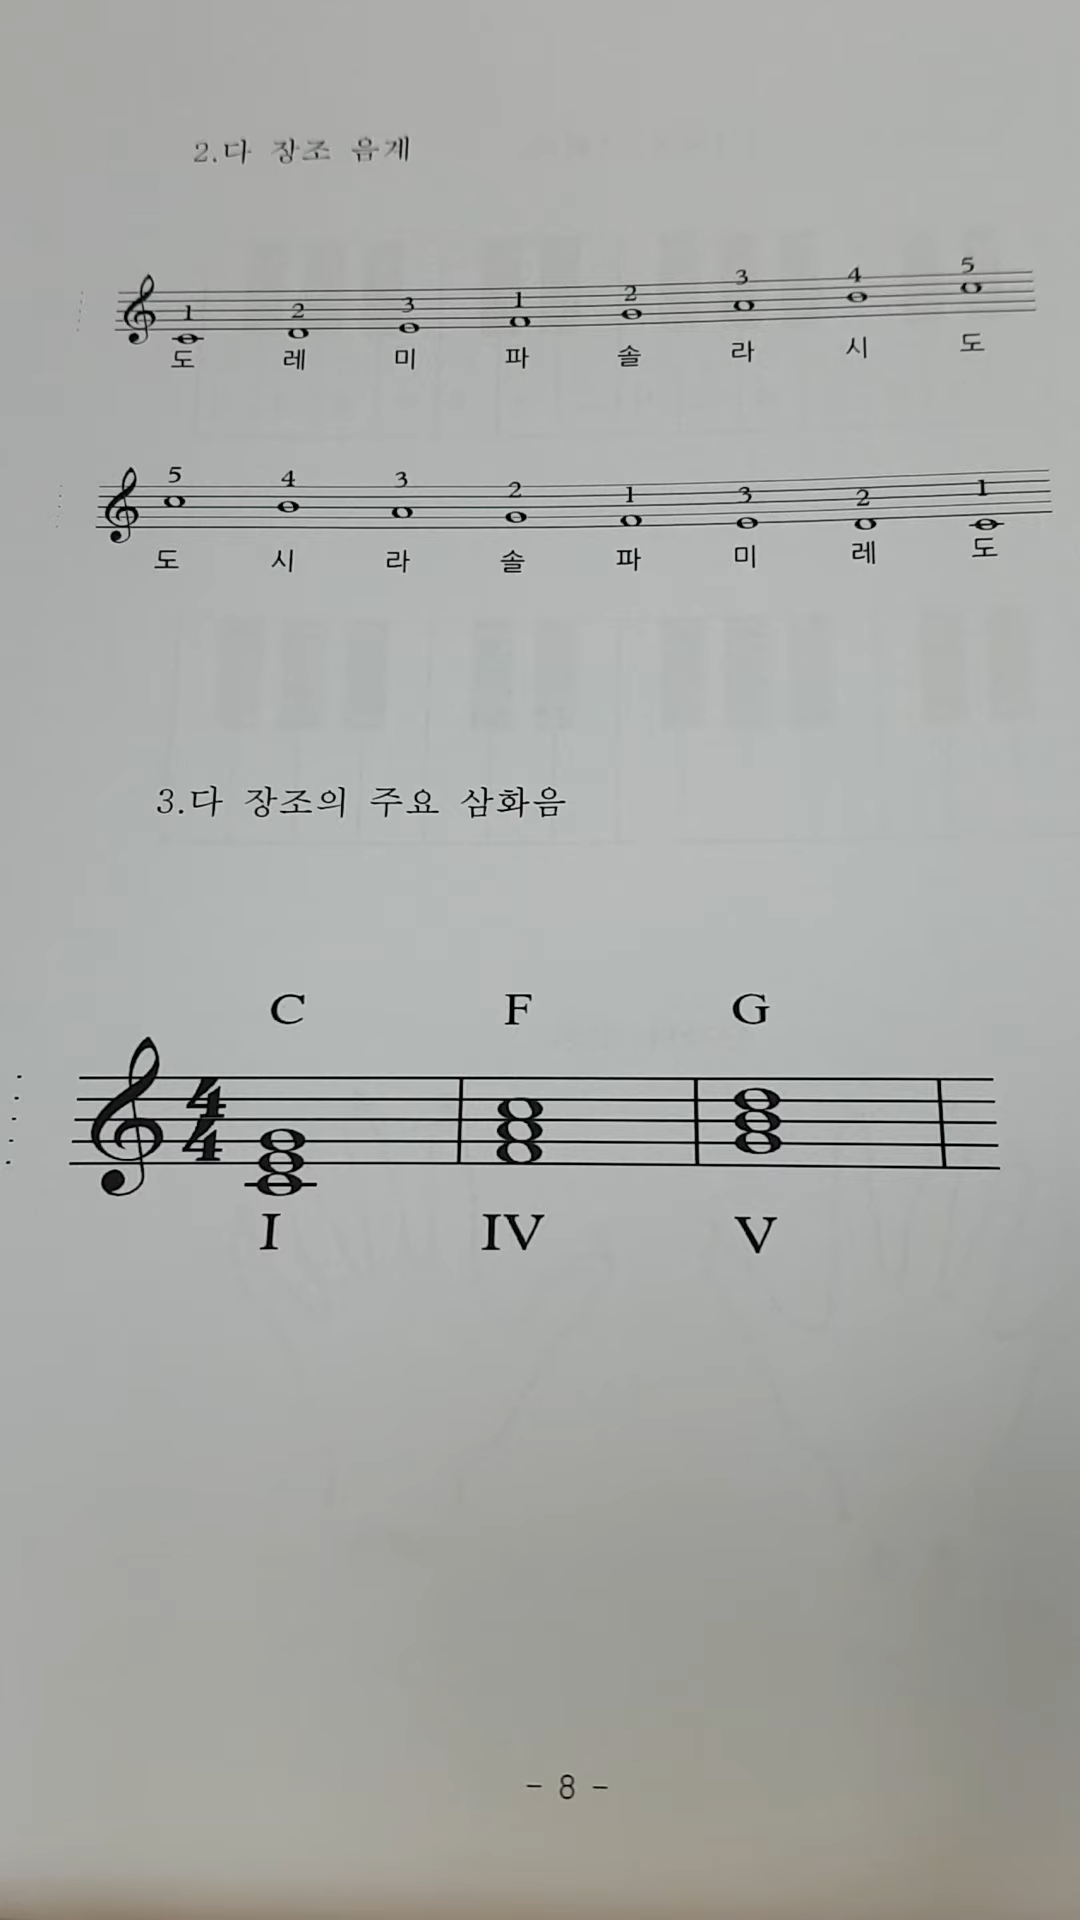 2.다 장조 음계
1 2 3 1 2 3 4 5
도 레 미 파 솔 라 시 도
5 4 3 2 1 3 2 1
도 시 라 솔 파 미 레 도
3.다 장조의 주요 삼화음
C F G
4
4
I IV V
- 8 -